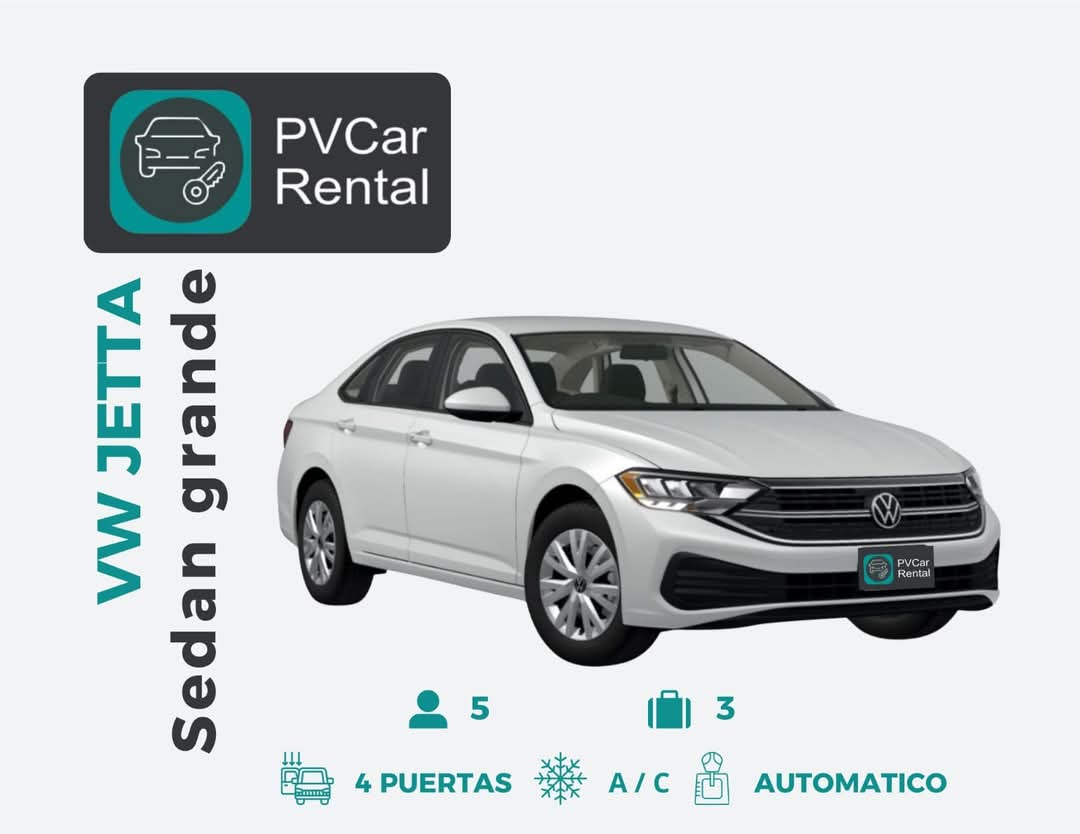 PVCar
Rental
VW JETTA
Sedan grande
PVCar
Rental
5
3
4 PUERTAS
A / C
AUTOMATICO